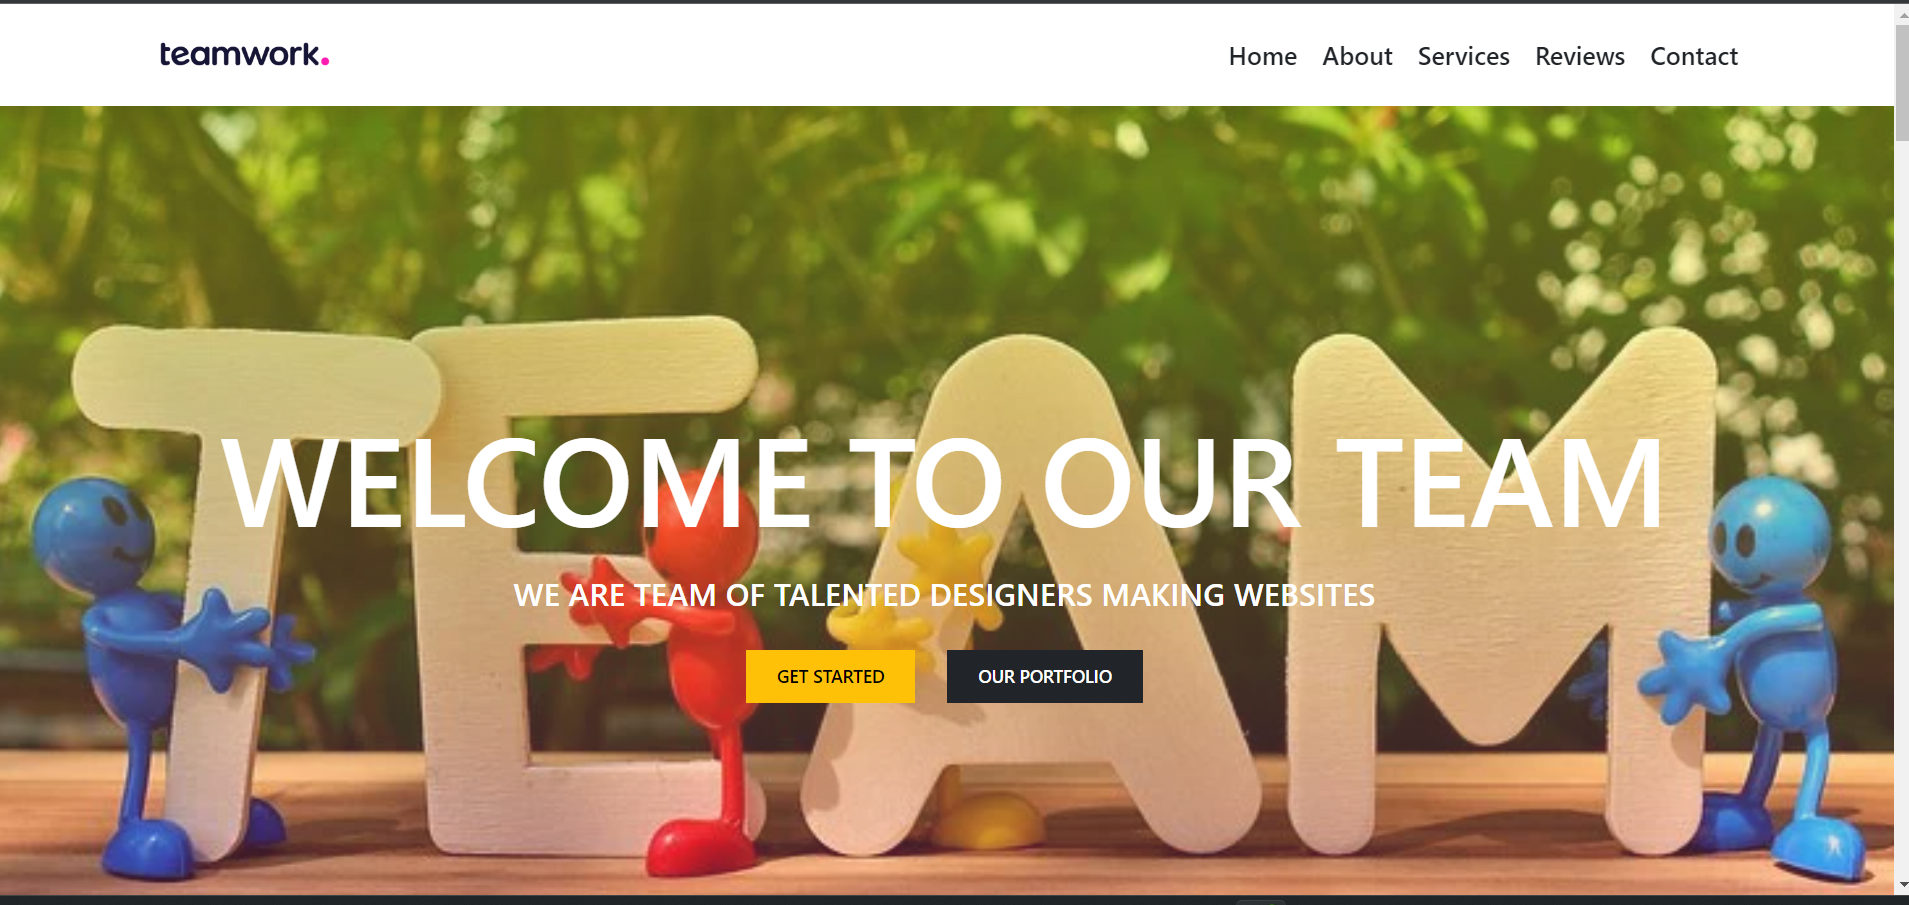 teamwork.
Home About Services Reviews Contact
TEAM
WELCOME TO OUR TEAM
WE ARE TEAM OF TALENTED DESIGNERS MAKING WEBSITES
GET STARTED OUR PORTFOLIO